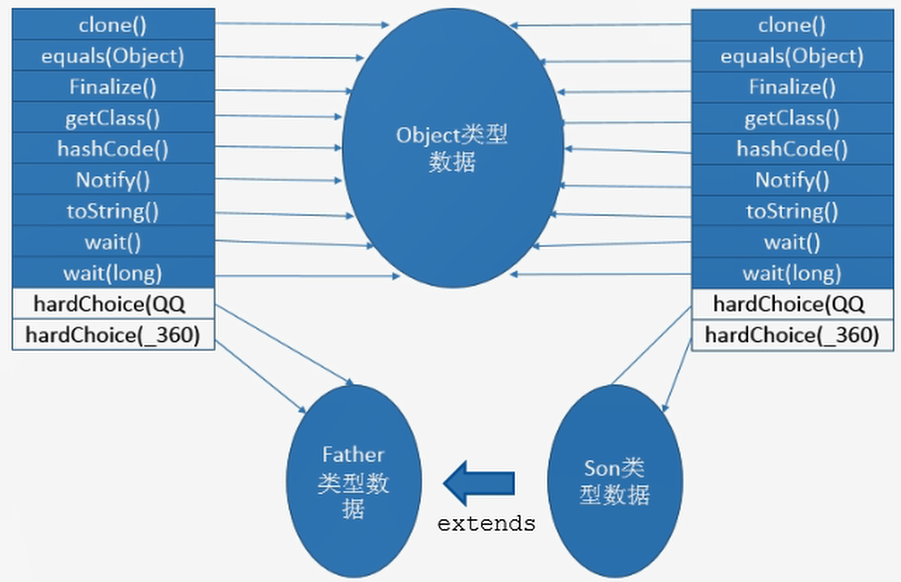 clone()
equals(Object)
Finalize()
getClass()
hashCode()
Notify()
toString()
wait()
wait(long)
hardChoice(QQ
hardChoice(_360)
Object类型
数据
clone()
equals(Object)
Finalize()
getClass()
hashCode()
Notify()
toString()
wait()
wait(long)
hardChoice(QQ
hardChoice(_360)
Father
类型数
据
extends
Son类
型数据